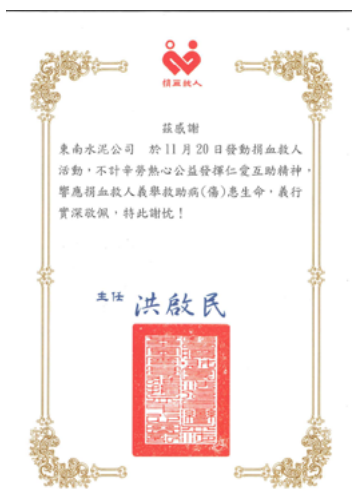 捐血救人
茲感謝
東南水泥公司 於11月20日發動捐血救人
活動,不計辛勞熱心公益發揮仁愛互助精神,
響應捐血救人義舉救助病(傷)患生命,義行
實深敬佩,特此謝忱!
主任 洪啟民